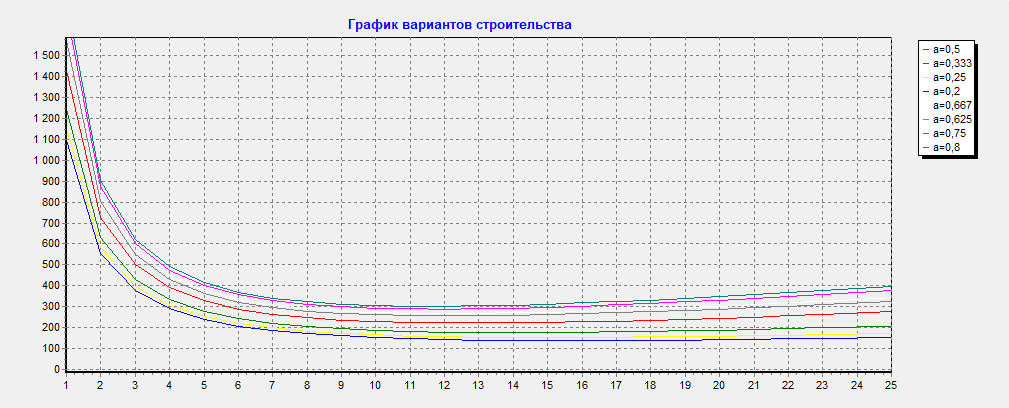 График вариантов строительства
1 500
1 400
1 300
1 200
1 100
1 000
900
800
700
600
500
400
300
200
100
0
1 2 3 4 5 6 7 8 9 10 11 12 13 14 15 16 17 18 19 20 21 22 23 24 25
a=0,5
a=0,333
a=0,25
a=0,2
a=0,667
a=0,625
a=0,75
a=0,8